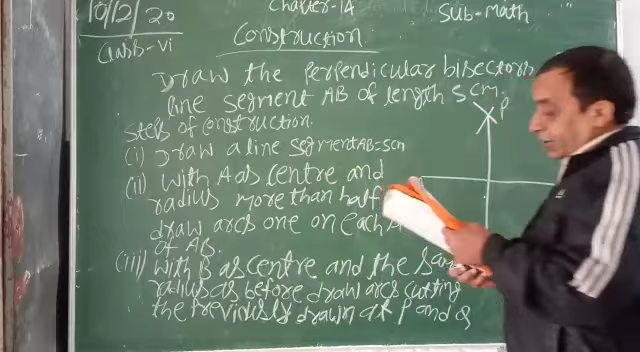 10/12/20
Chapter-14
Sub-Math
Class-VI
Construction
Draw the perpendicular bisector
line segment AB of length 5cm.
P
Steps of construction.
(i) Draw a line segment AB=5cm
(ii) With A as centre and
radius more than half
draw arcs one on each
of AB.
(iii) With B as centre and the Sam
radius as before draw arcs cutting
the previously drawn at P and Q